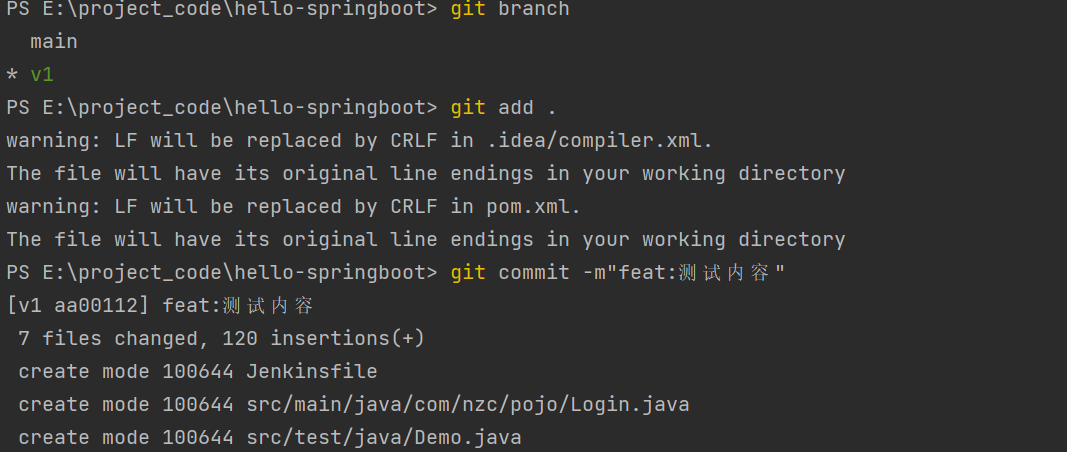 PS E:\project_code\hello-springboot> git branch
  main
* v1
PS E:\project_code\hello-springboot> git add .
warning: LF will be replaced by CRLF in .idea/compiler.xml.
The file will have its original line endings in your working directory
warning: LF will be replaced by CRLF in pom.xml.
The file will have its original line endings in your working directory
PS E:\project_code\hello-springboot> git commit -m"feat:测试内容"
[v1 aa00112] feat:测试内容
 7 files changed, 120 insertions(+)
 create mode 100644 Jenkinsfile
 create mode 100644 src/main/java/com/nzc/pojo/Login.java
 create mode 100644 src/test/java/Demo.java